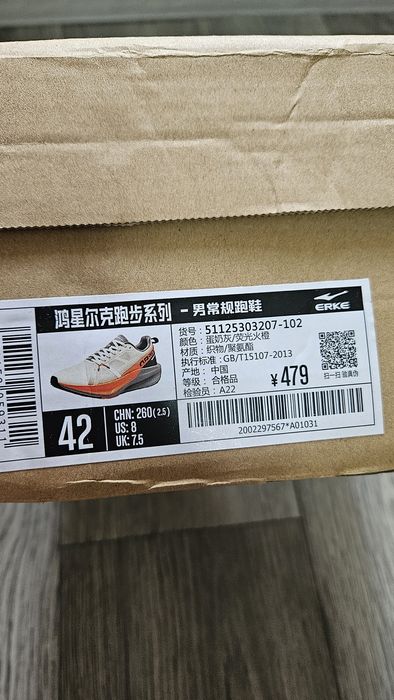 鸿星尔克跑步系列 - 男常规跑鞋
ERKE
货号: 51125303207-102
颜色: 蛋奶灰/荧光火橙
材质: 织物/聚氨酯
执行标准: GB/T15107-2013
产地: 中国
等级: 合格品
检验员: A22
¥479
扫一扫 验真伪
42
CHN: 260(2.5)
US: 8
UK: 7.5
2002297567*A01031